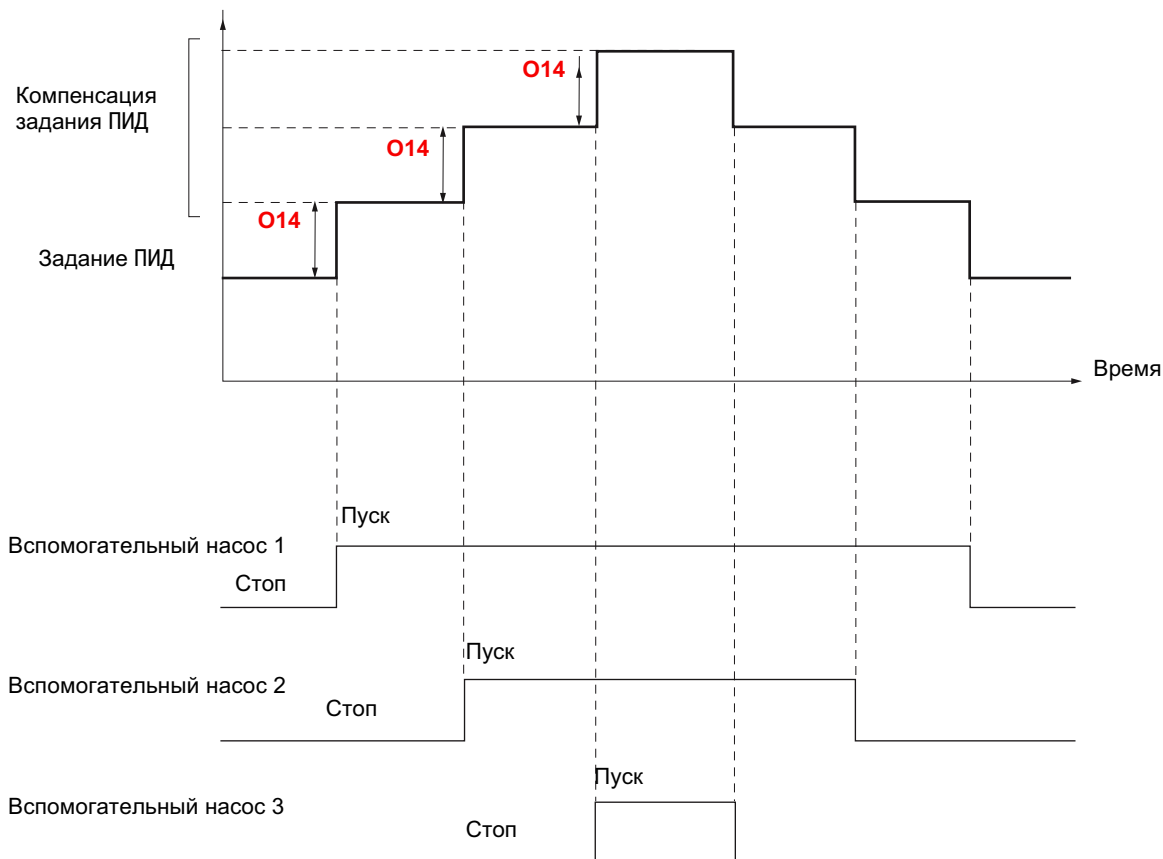 O14
Компенсация
задания ПИД
O14
O14
Задание ПИД
Время
Пуск
Вспомогательный насос 1
Стоп
Пуск
Вспомогательный насос 2
Стоп
Пуск
Вспомогательный насос 3
Стоп